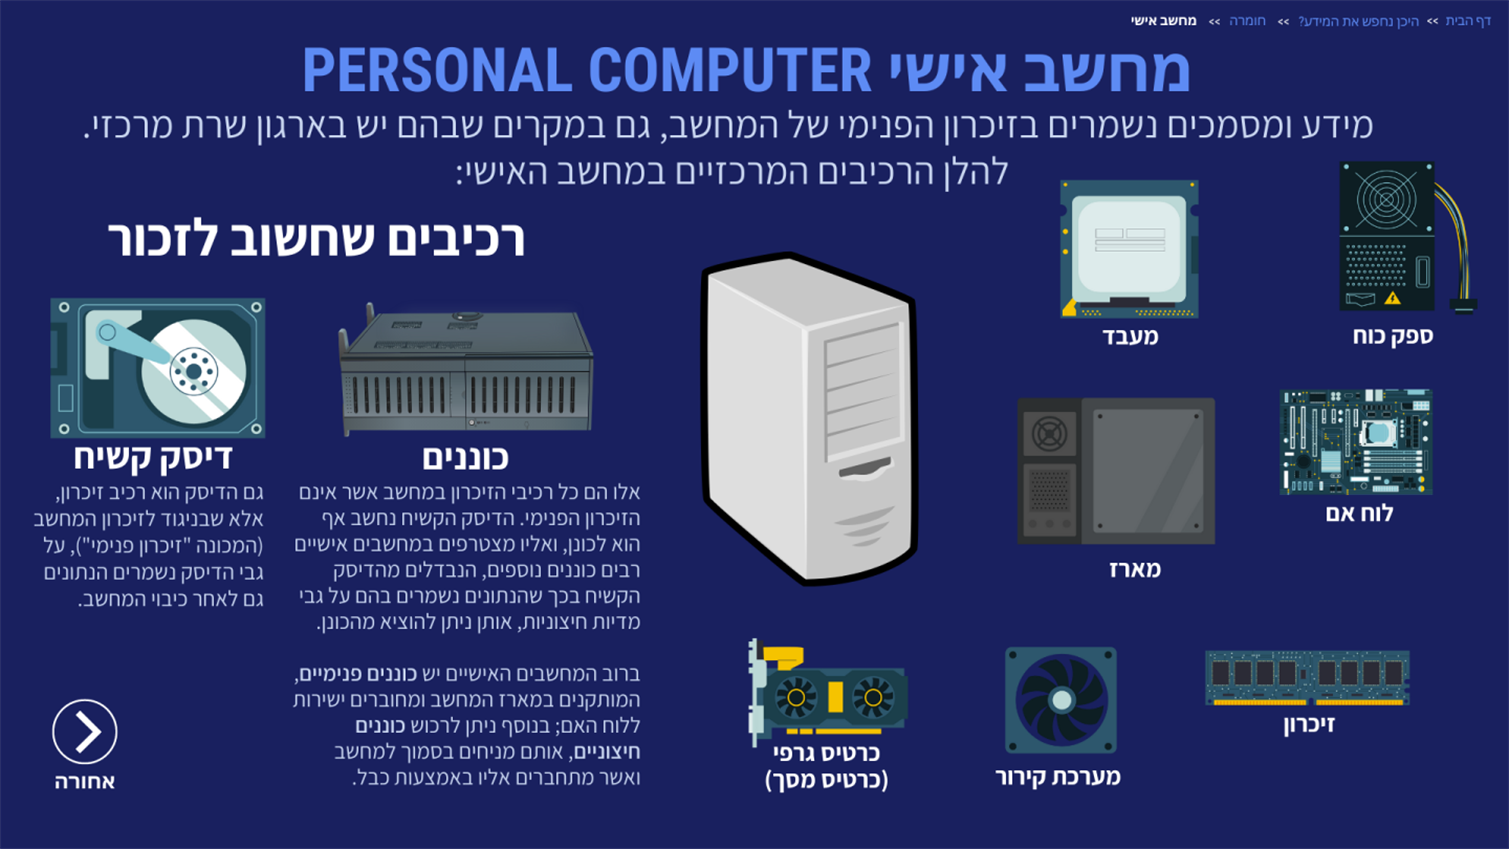 דף הבית >> היכן נחפש את המידע? >> חומרה >> מחשב אישי
מחשב אישי PERSONAL COMPUTER
מידע ומסמכים נשמרים בזיכרון הפנימי של המחשב, גם במקרים שבהם יש בארגון שרת מרכזי.
להלן הרכיבים המרכזיים במחשב האישי:
ספק כוח
מעבד
לוח אם
מארז
זיכרון
מערכת קירור
כרטיס גרפי
(כרטיס מסך)
רכיבים שחשוב לזכור
כוננים
אלו הם כל רכיבי הזיכרון במחשב אשר אינם
הזיכרון הפנימי. הדיסק הקשיח נחשב אף
הוא לכונן, ואליו מצטרפים במחשבים אישיים
רבים כוננים נוספים, הנבדלים מהדיסק
הקשיח בכך שהנתונים נשמרים בהם על גבי
מדיות חיצוניות, אותן ניתן להוציא מהכונן.
ברוב המחשבים האישיים יש כוננים פנימיים,
המותקנים במארז המחשב ומחוברים ישירות
ללוח האם; בנוסף ניתן לרכוש כוננים
חיצוניים, אותם מניחים בסמוך למחשב
ואשר מתחברים אליו באמצעות כבל.
דיסק קשיח
גם הדיסק הוא רכיב זיכרון,
אלא שבניגוד לזיכרון המחשב
(המכונה "זיכרון פנימי"), על
גבי הדיסק נשמרים הנתונים
גם לאחר כיבוי המחשב.
אחורה